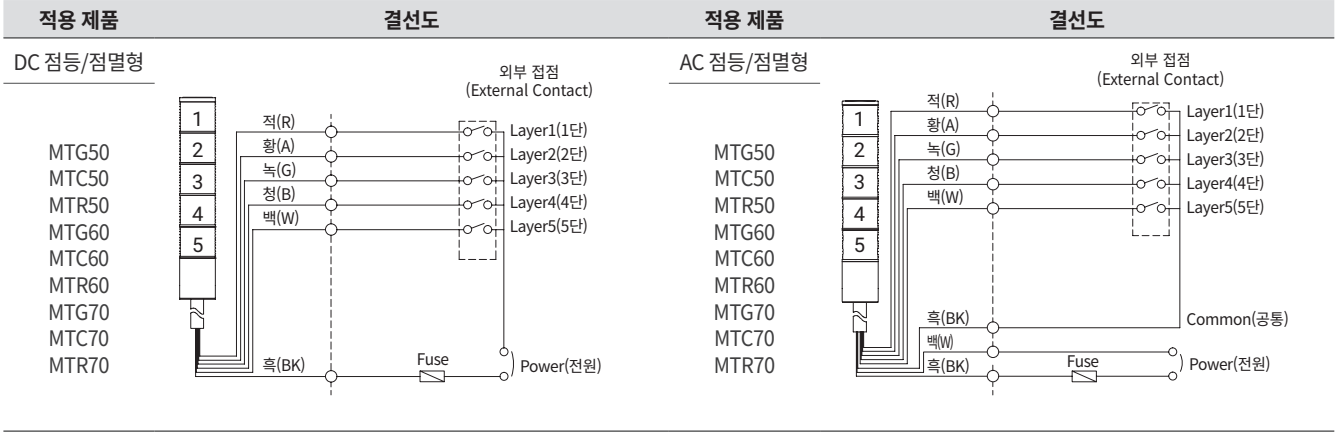 적용 제품
결선도
적용 제품
결선도
DC 점등/점멸형
MTG50
MTC50
MTR50
MTG60
MTC60
MTR60
MTG70
MTC70
MTR70
1
2
3
4
5
외부 접점
(External Contact)
적(R)
황(A)
녹(G)
청(B)
백(W)
Layer1(1단)
Layer2(2단)
Layer3(3단)
Layer4(4단)
Layer5(5단)
흑(BK)
Fuse
Power(전원)
AC 점등/점멸형
MTG50
MTC50
MTR50
MTG60
MTC60
MTR60
MTG70
MTC70
MTR70
1
2
3
4
5
외부 접점
(External Contact)
적(R)
황(A)
녹(G)
청(B)
백(W)
Layer1(1단)
Layer2(2단)
Layer3(3단)
Layer4(4단)
Layer5(5단)
흑(BK)
Common(공통)
백(W)
흑(BK)
Fuse
Power(전원)